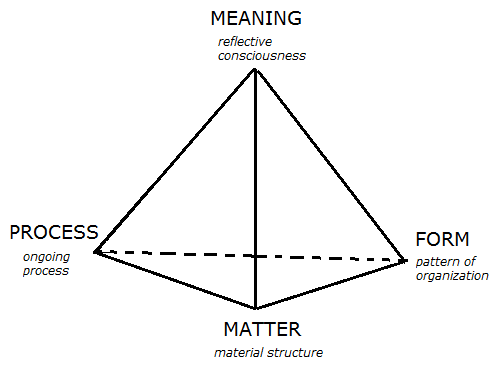 MEANING
reflective
consciousness
PROCESS
ongoing
process
FORM
pattern of
organization
MATTER
material structure